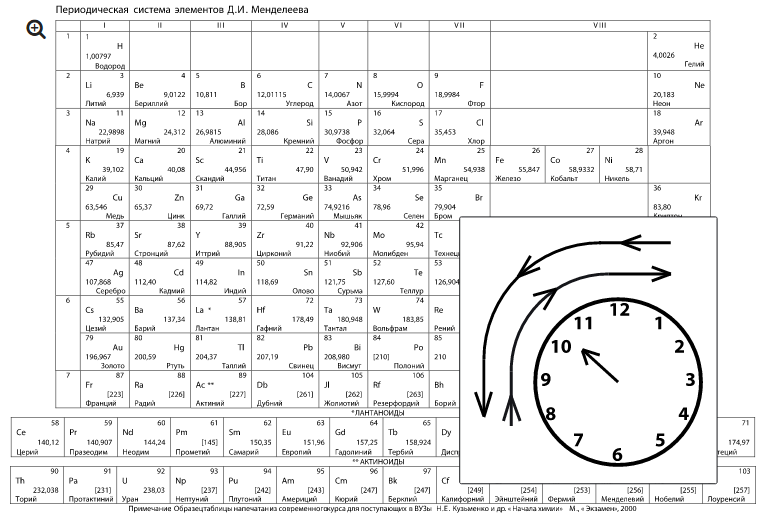 Периодическая система элементов Д.И. Менделеева
I II III IV V VI VII VIII
1 1 2
H He
1,00797 4,0026
Водород Гелий
2 3 4 5 6 7 8 9 10
Li Be B C N O F Ne
6,939 9,0122 10,811 12,01115 14,0067 15,9994 18,9984 20,183
Литий Бериллий Бор Углерод Азот Кислород Фтор Неон
3 11 12 13 14 15 16 17 18
Na Mg Al Si P S Cl Ar
22,9898 24,312 26,9815 28,086 30,9738 32,064 35,453 39,948
Натрий Магний Алюминий Кремний Фосфор Сера Хлор Аргон
4 19 20 21 22 23 24 25 26 27 28
K Ca Sc Ti V Cr Mn Fe Co Ni
39,102 40,08 44,956 47,90 50,942 51,996 54,938 55,847 58,9332 58,71
Калий Кальций Скандий Титан Ванадий Хром Марганец Железо Кобальт Никель
29 30 31 32 33 34 35 36
Cu Zn Ga Ge As Se Br Kr
63,546 65,37 69,72 72,59 74,9216 78,96 79,904 83,80
Медь Цинк Галлий Германий Мышьяк Селен Бром Криптон
5 37 38 39 40 41 42
Rb Sr Y Zr Nb Mo Tc
85,47 87,62 88,905 91,22 92,906 95,94
Рубидий Стронций Иттрий Цирконий Ниобий Молибден Технец
47 48 49 50 51 52 53
Ag Cd In Sn Sb Te
107,868 112,40 114,82 118,69 121,75 127,60 126,904
Серебро Кадмий Индий Олово Сурьма Теллур
6 55 56 57 72 73 74
Cs Ba La * Hf Ta W Re
132,905 137,34 138,81 178,49 180,948 183,85
Цезий Барий Лантан Гафний Тантал Вольфрам Рений
79 80 81 82 83 84 85
Au Hg Tl Pb Bi Po
196,967 200,59 204,37 207,19 208,980 [210] 210
Золото Ртуть Таллий Свинец Висмут Полоний
7 87 88 89 104 105 106
Fr Ra Ac ** Db Jl Rf Bh
[223] [226] [227] [261] [262] [263]
Франций Радий Актиний Дубний Жолиотий Резерфордий Борий
12 1 2 3 4 5 6 7 8 9 10 11
*ЛАНТАНОИДЫ
58 59 60 61 62 63 64 65 71
Ce Pr Nd Pm Sm Eu Gd Tb Dy
140,12 140,907 144,24 [145] 150,35 151,96 157,25 158,924 174,97
Церий Празеодим Неодим Прометий Самарий Европий Гадолиний Тербий Дисп теций
** АКТИНОИДЫ
90 91 92 93 94 95 96 97 103
Th Pa U Np Pu Am Cm Bk Cf
232,038 [231] 238,03 [237] [242] [243] [247] [247] [249] [254] [253] [256] [255] [257]
Торий Протактиний Уран Нептуний Плутоний Америций Кюрий Берклий Калифорний Эйнштейний Фермий Менделевий Нобелий Лоуренсий
Примечание Образец таблицы напечатан из современного курса для поступающих в ВУЗы Н.Е. Кузьменко и др. «Начала химии» М., «Экзамен», 2000